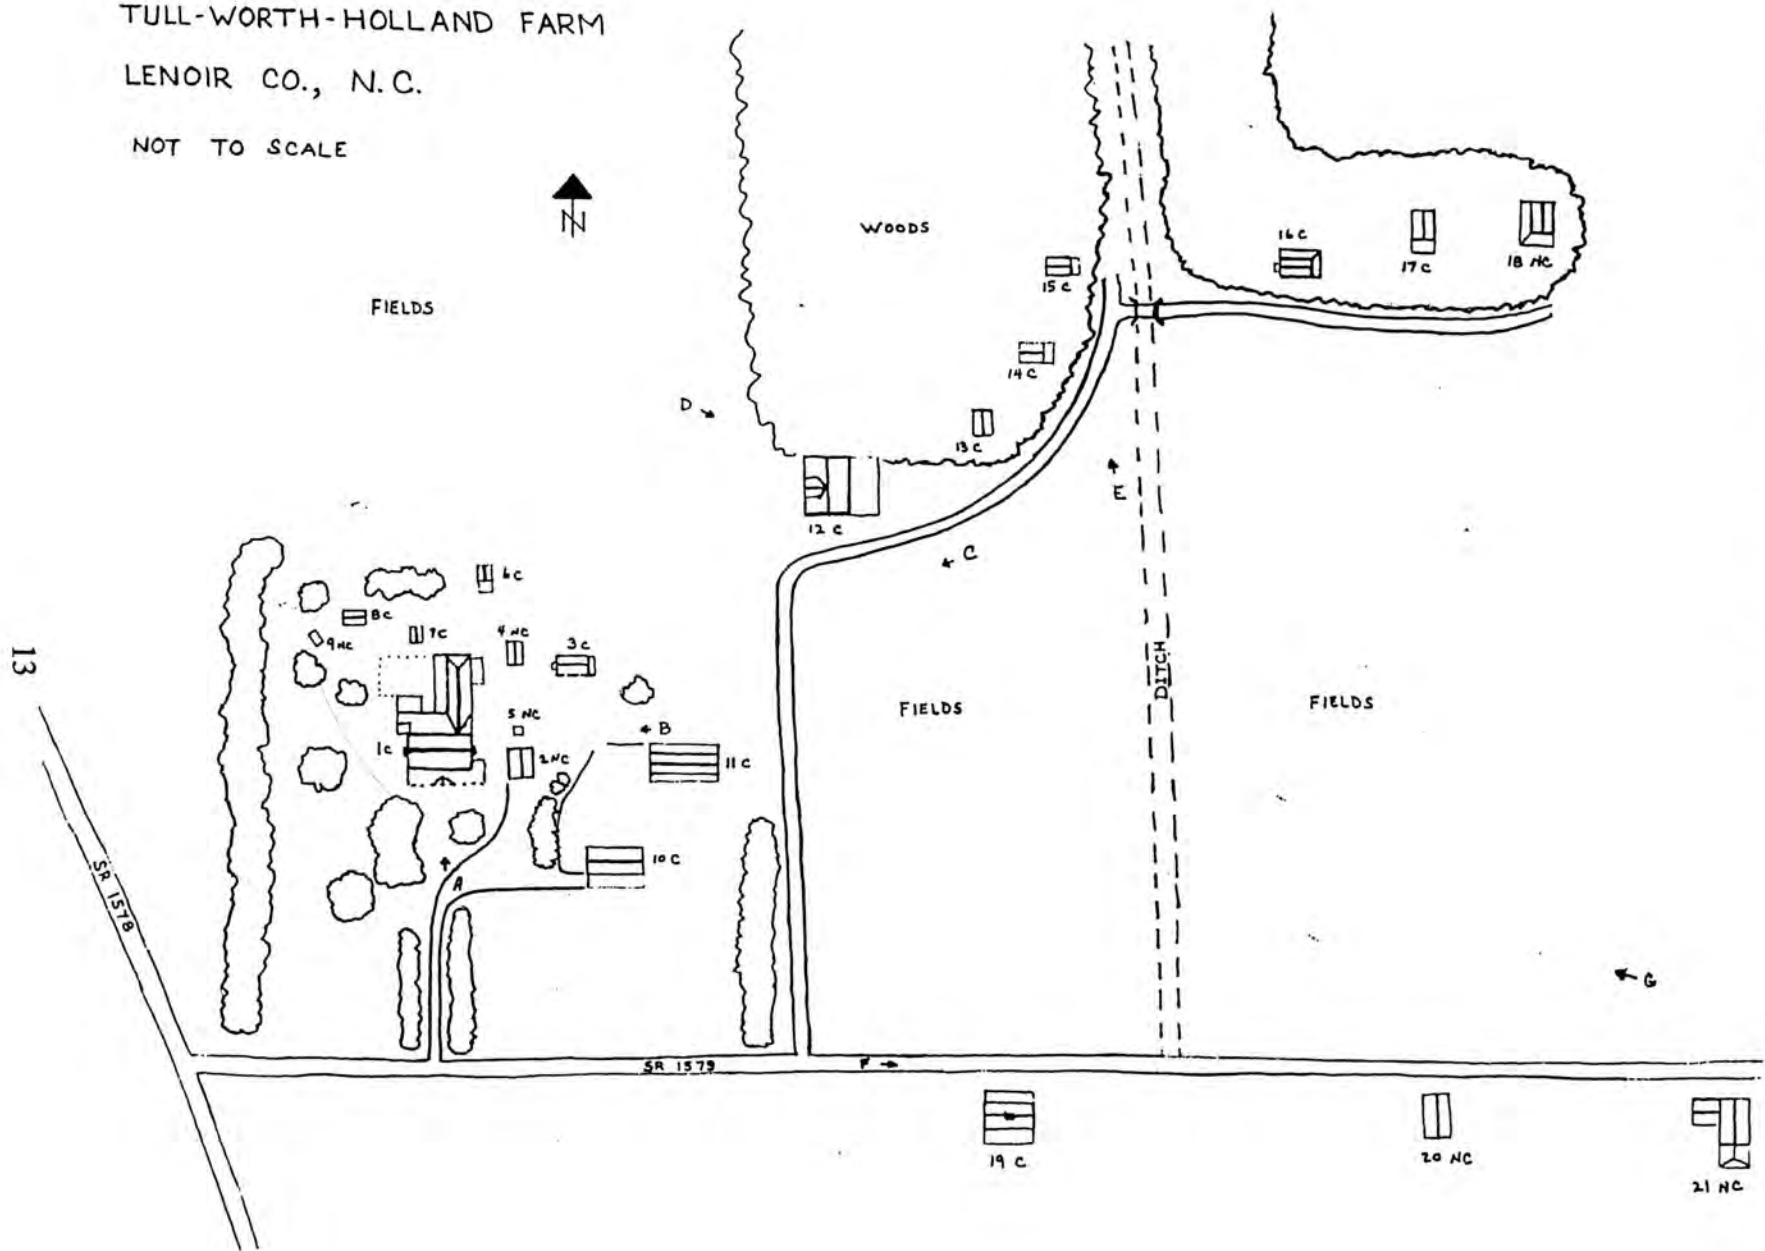 TULL-WORTH-HOLLAND FARM
LENOIR CO., N.C.
NOT TO SCALE
N
WOODS
FIELDS
16 C
17 C
18 NC
15 C
14 C
D
13 C
E
12 C
C
6 C
8 C
7 C
4 NC
3 C
9 NC
13
DITCH
FIELDS
FIELDS
5 NC
B
1 C
2 NC
11 C
10 C
A
SR 1578
G
SR 1579
F
19 C
20 NC
21 NC